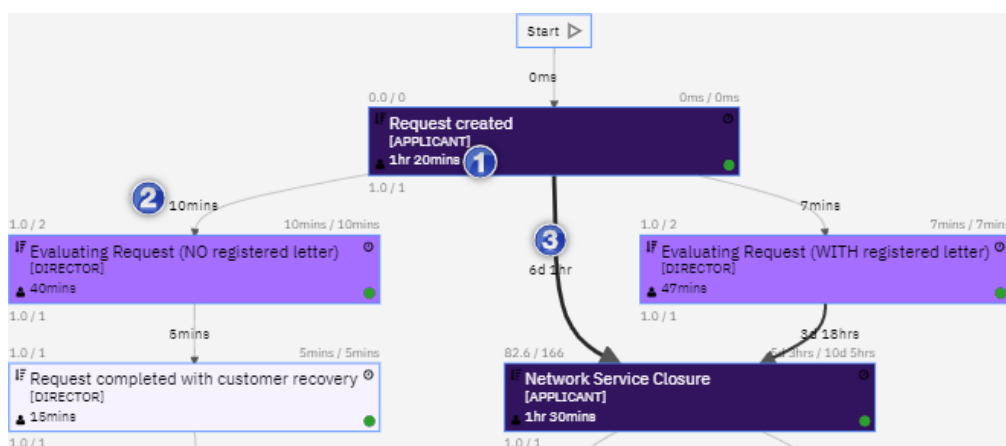 Start
0ms
0.0 / 0
0ms / 0ms
Request created
[APPLICANT]
1hr 20mins
1
1.0 / 1
2
10mins
7mins
1.0 / 2
10mins / 10mins
3
1.0 / 2
7mins / 7mins
Evaluating Request (NO registered letter)
[DIRECTOR]
40mins
6d 1hr
Evaluating Request (WITH registered letter)
[DIRECTOR]
47mins
1.0 / 1
1.0 / 1
5mins
3d 18hrs
1.0 / 1
5mins / 5mins
82.6 / 166
3hrs / 10d 5hrs
Request completed with customer recovery
[DIRECTOR]
15mins
Network Service Closure
[APPLICANT]
1hr 30mins
1.0 / 1
1.0 / 1